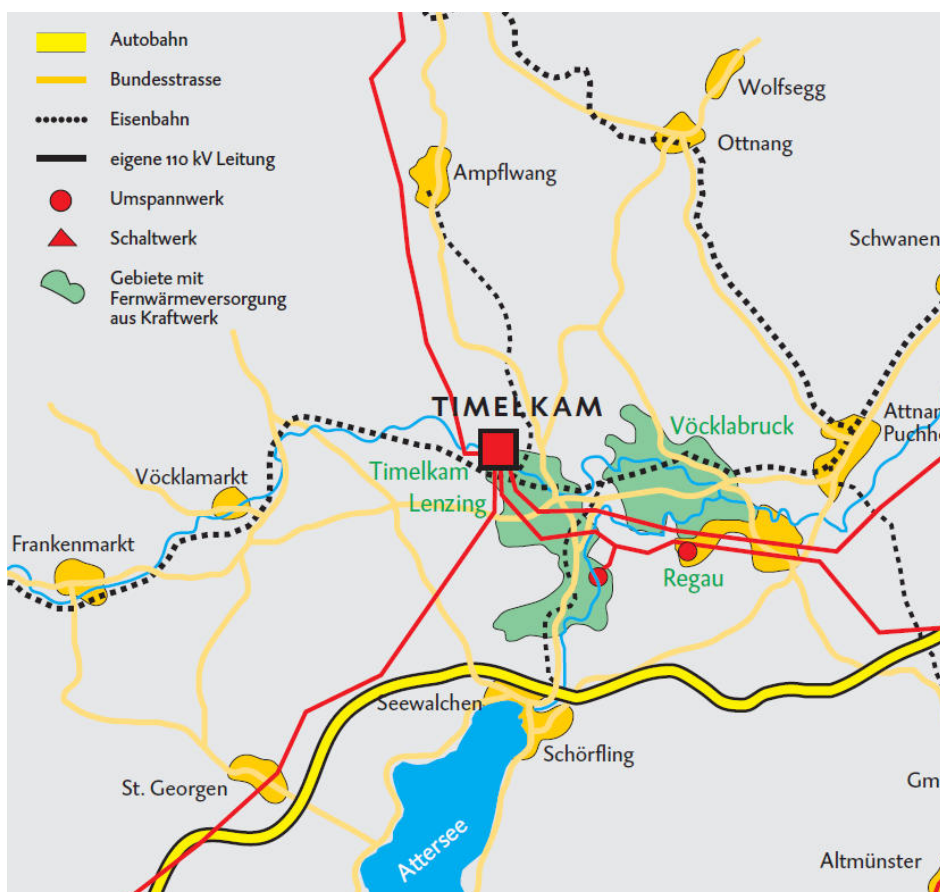 Autobahn
Bundesstrasse
Eisenbahn
eigene 110 kV Leitung
Umspannwerk
Schaltwerk
Gebiete mit
Fernwärmeversorgung
aus Kraftwerk
Wolfsegg
Ottnang
Ampflwang
Schwanen
TIMELKAM
Attnan
Puchhe
Vöcklabruck
Timelkam
Lenzing
Vöcklamarkt
Frankenmarkt
Regau
Seewalchen
Schörfling
St. Georgen
Gm
Attersee
Altmünster